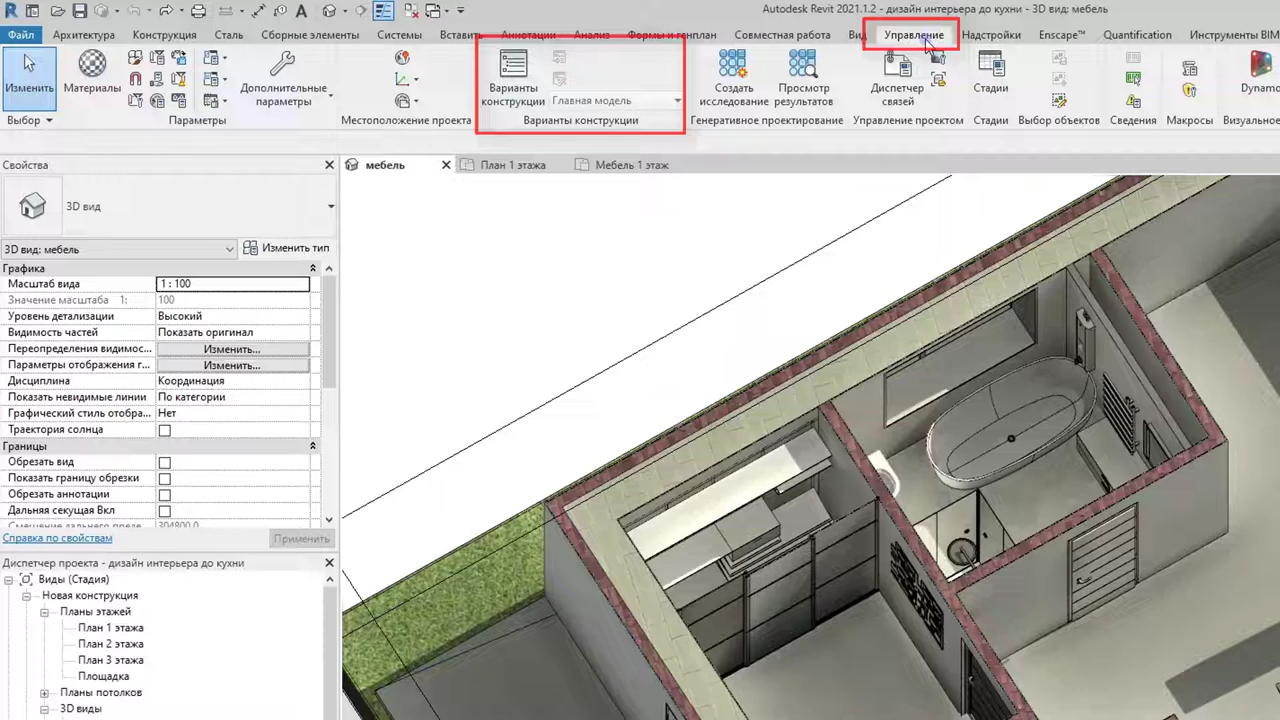 Autodesk Revit 2021.1.2 - дизайн интерьера до кухни - 3D вид: мебель
Файл Архитектура Конструкция Сталь Сборные элементы Системы Вставить Аннотации Анализ Формы и генплан Совместная работа Вид Управление Надстройки Enscape™ Quantification Инструменты BIM
Изменить Материалы Дополнительные параметры Варианты конструкции Главная модель Создать исследование Просмотр результатов Диспетчер связей Стадии Dynamo
Выбор Параметры Местоположение проекта Варианты конструкции Генеративное проектирование Управление проектом Стадии Выбор объектов Сведения Макросы Визуальное
Свойства
мебель План 1 этажа Мебель 1 этаж
3D вид
3D вид: мебель Изменить тип
Графика
Масштаб вида 1 : 100
Значение масштаба 1: 100
Уровень детализации Высокий
Видимость частей Показать оригинал
Переопределения видимос... Изменить...
Параметры отображения г... Изменить...
Дисциплина Координация
Показать невидимые линии По категории
Графический стиль отобра... Нет
Траектория солнца
Границы
Обрезать вид
Показать границу обрезки
Обрезать аннотации
Дальняя секущая Вкл
Смещение дальнего преде... 304800.0
Справка по свойствам Применить
Диспетчер проекта - дизайн интерьера до кухни
Виды (Стадия)
Новая конструкция
Планы этажей
План 1 этажа
План 2 этажа
План 3 этажа
Площадка
Планы потолков
3D виды